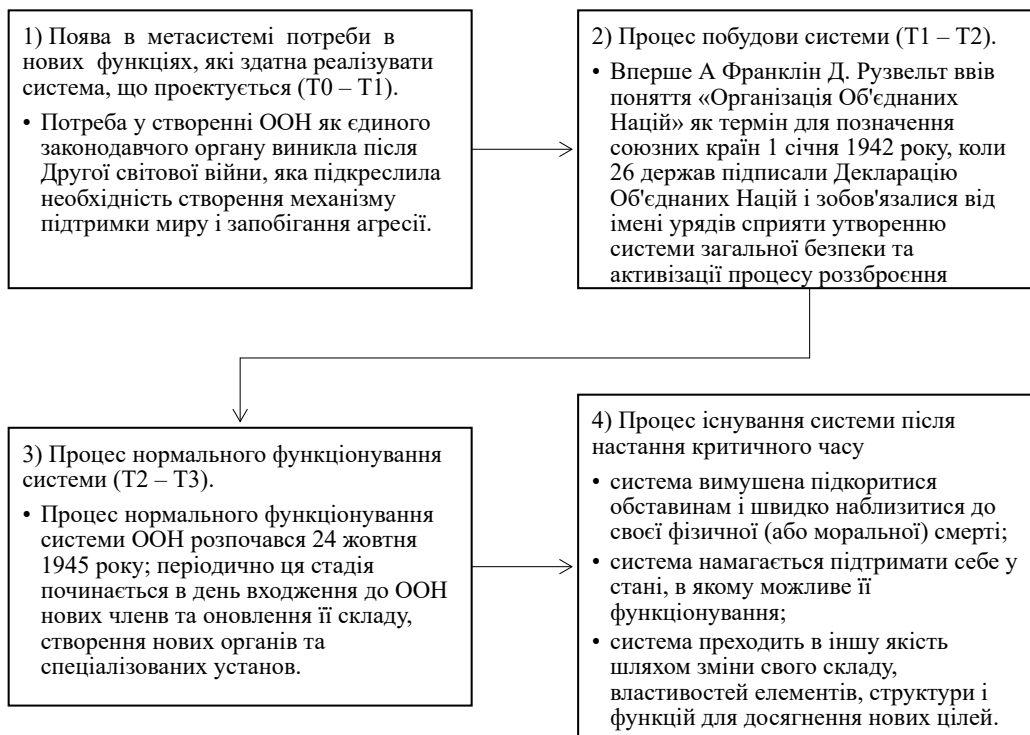 1) Поява в метасистемі потреби в
нових функціях, які здатна реалізувати
система, що проектується (Т0 – Т1).
• Потреба у створенні ООН як єдиного
законодавчого органу виникла після
Другої світової війни, яка підкреслила
необхідність створення механізму
підтримки миру і запобігання агресії.
2) Процес побудови системи (Т1 – Т2).
• Вперше А Франклін Д. Рузвельт ввів
поняття «Організація Об'єднаних
Націй» як термін для позначення
союзних країн 1 січня 1942 року, коли
26 держав підписали Декларацію
Об'єднаних Націй і зобов'язалися від
імені урядів сприяти утворенню
системи загальної безпеки та
активізації процесу роззброєння
3) Процес нормального функціонування
системи (Т2 – Т3).
• Процес нормального функціонування
системи ООН розпочався 24 жовтня
1945 року; періодично ця стадія
починається в день входження до ООН
нових членв та оновлення її складу,
створення нових органів та
спеціалізованих установ.
4) Процес існування системи після
настання критичного часу
• система вимушена підкоритися
обставинам і швидко наблизитися до
своєї фізичної (або моральної) смерті;
• система намагається підтримати себе у
стані, в якому можливе її
функціонування;
• система преходить в іншу якість
шляхом зміни свого складу,
властивостей елементів, структури і
функцій для досягнення нових цілей.